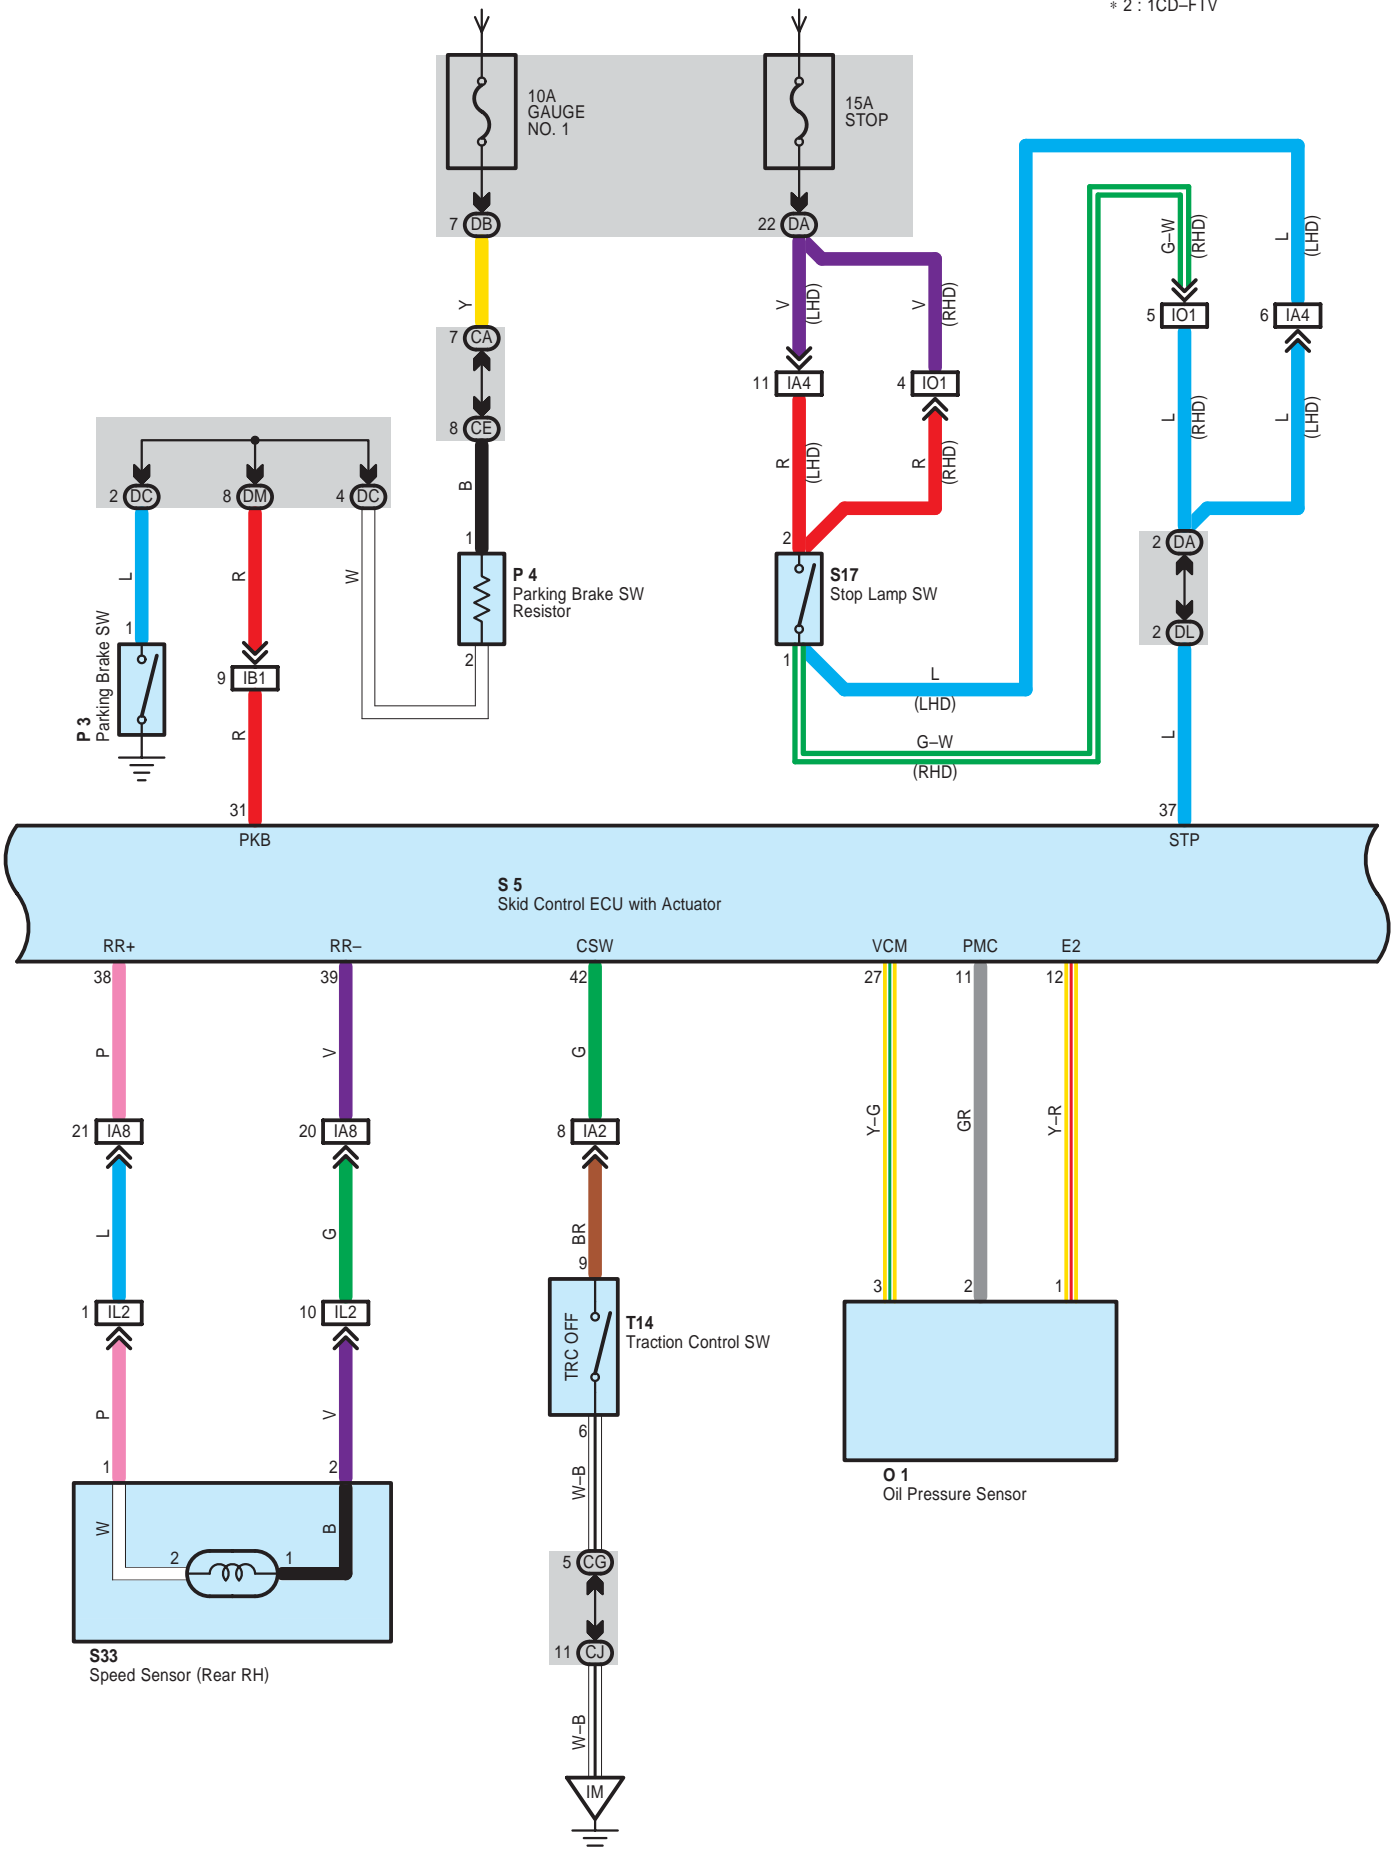 * 2 : 1CD–FTV
10A
GAUGE
NO. 1
15A
STOP
7 DB
22 DA
Y
V
(LHD)
V
(RHD)
G–W
(RHD)
L
(LHD)
7 CA
5 IO1
6 IA4
11 IA4
4 IO1
8 CE
2 DC
8 DM
4 DC
B
R
(LHD)
R
(RHD)
L
(RHD)
L
(LHD)
1
2
2 DA
L
R
W
P 4
Parking Brake SW
Resistor
S17
Stop Lamp SW
1
P 3
Parking Brake SW
2
1
2 DL
9 IB1
L
(LHD)
R
G–W
(RHD)
L
31
37
PKB
STP
S 5
Skid Control ECU with Actuator
RR+
RR–
CSW
VCM
PMC
E2
38
39
42
27
11
12
P
V
G
Y–G
GR
Y–R
21 IA8
20 IA8
8 IA2
L
G
BR
9
3
2
1
1 IL2
10 IL2
TRC OFF
T14
Traction Control SW
P
V
6
1
2
O 1
Oil Pressure Sensor
W
B
W–B
2
1
5 CG
11 CJ
S33
Speed Sensor (Rear RH)
W–B
IM